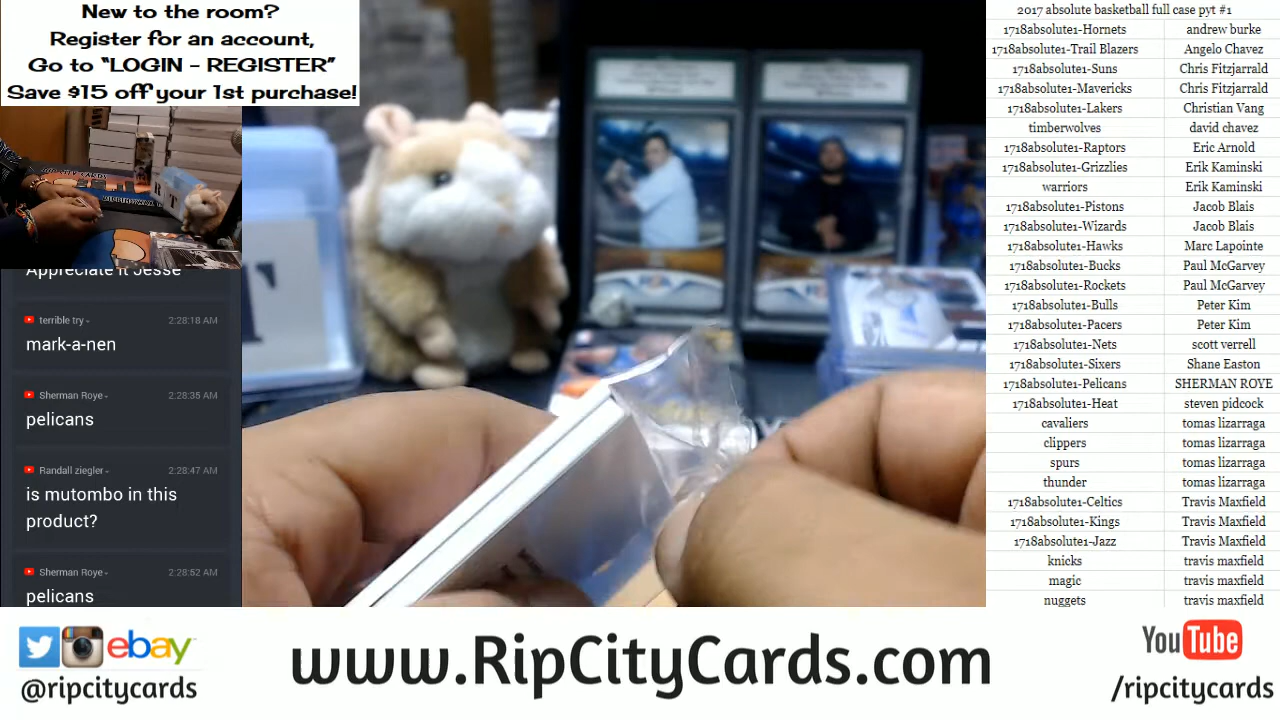 New to the room?
Register for an account,
Go to “LOGIN - REGISTER”
Save $15 off your 1st purchase!
Appreciate it Jesse
terrible try
2:28:18 AM
mark-a-nen
Sherman Roye
2:28:35 AM
pelicans
Randall ziegler
2:28:47 AM
is mutombo in this
product?
Sherman Roye
2:28:52 AM
pelicans
2017 absolute basketball full case pyt #1
1718absolute1-Hornets andrew burke
1718absolute1-Trail Blazers Angelo Chavez
1718absolute1-Suns Chris Fitzjarrald
1718absolute1-Mavericks Chris Fitzjarrald
1718absolute1-Lakers Christian Vang
timberwolves david chavez
1718absolute1-Raptors Eric Arnold
1718absolute1-Grizzlies Erik Kaminski
warriors Erik Kaminski
1718absolute1-Pistons Jacob Blais
1718absolute1-Wizards Jacob Blais
1718absolute1-Hawks Marc Lapointe
1718absolute1-Bucks Paul McGarvey
1718absolute1-Rockets Paul McGarvey
1718absolute1-Bulls Peter Kim
1718absolute1-Pacers Peter Kim
1718absolute1-Nets scott verrell
1718absolute1-Sixers Shane Easton
1718absolute1-Pelicans SHERMAN ROYE
1718absolute1-Heat steven pidcock
cavaliers tomas lizarraga
clippers tomas lizarraga
spurs tomas lizarraga
thunder tomas lizarraga
1718absolute1-Celtics Travis Maxfield
1718absolute1-Kings Travis Maxfield
1718absolute1-Jazz Travis Maxfield
knicks travis maxfield
magic travis maxfield
nuggets travis maxfield
ebay
@ripcitycards
www.RipCityCards.com
YouTube
/ripcitycards